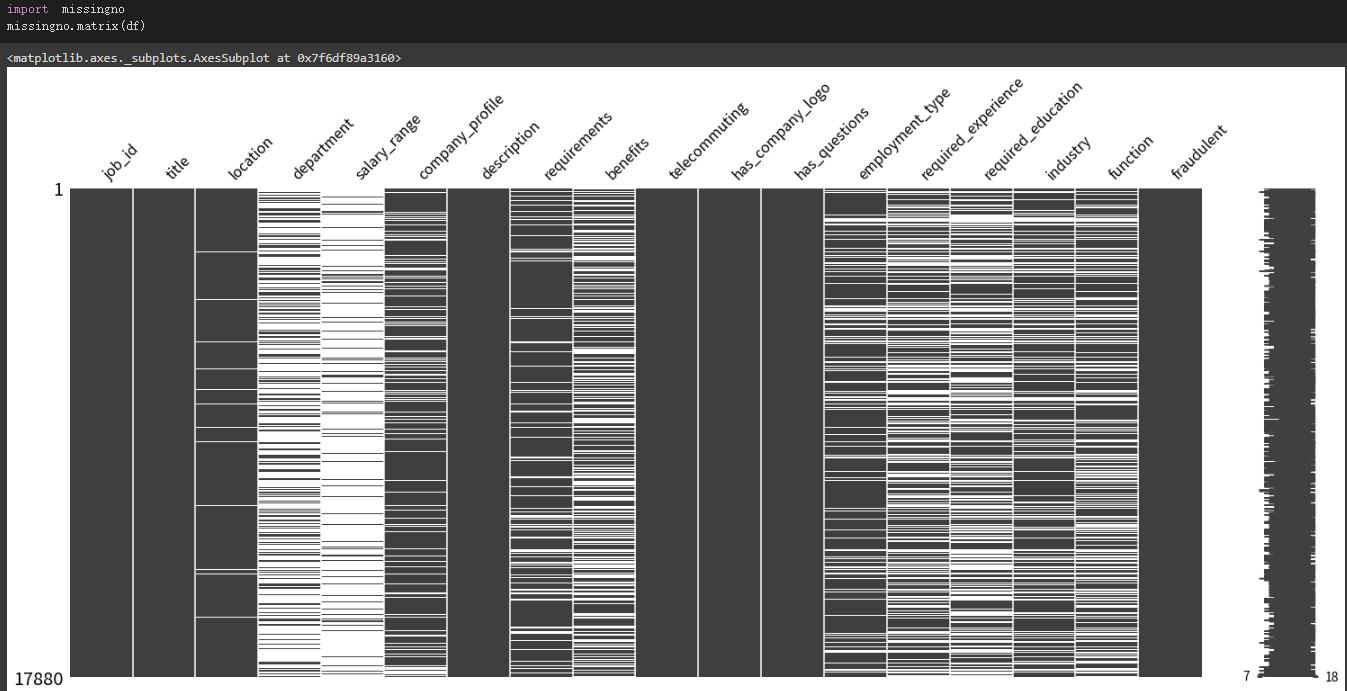 import missingno
missingno.matrix(df)
<matplotlib.axes._subplots.AxesSubplot at 0x7f6df89a3160>
job_id
title
location
department
salary_range
company_profile
description
requirements
benefits
telecommuting
has_company_logo
has_questions
employment_type
required_experience
required_education
industry
function
fraudulent
1
17880
7
18